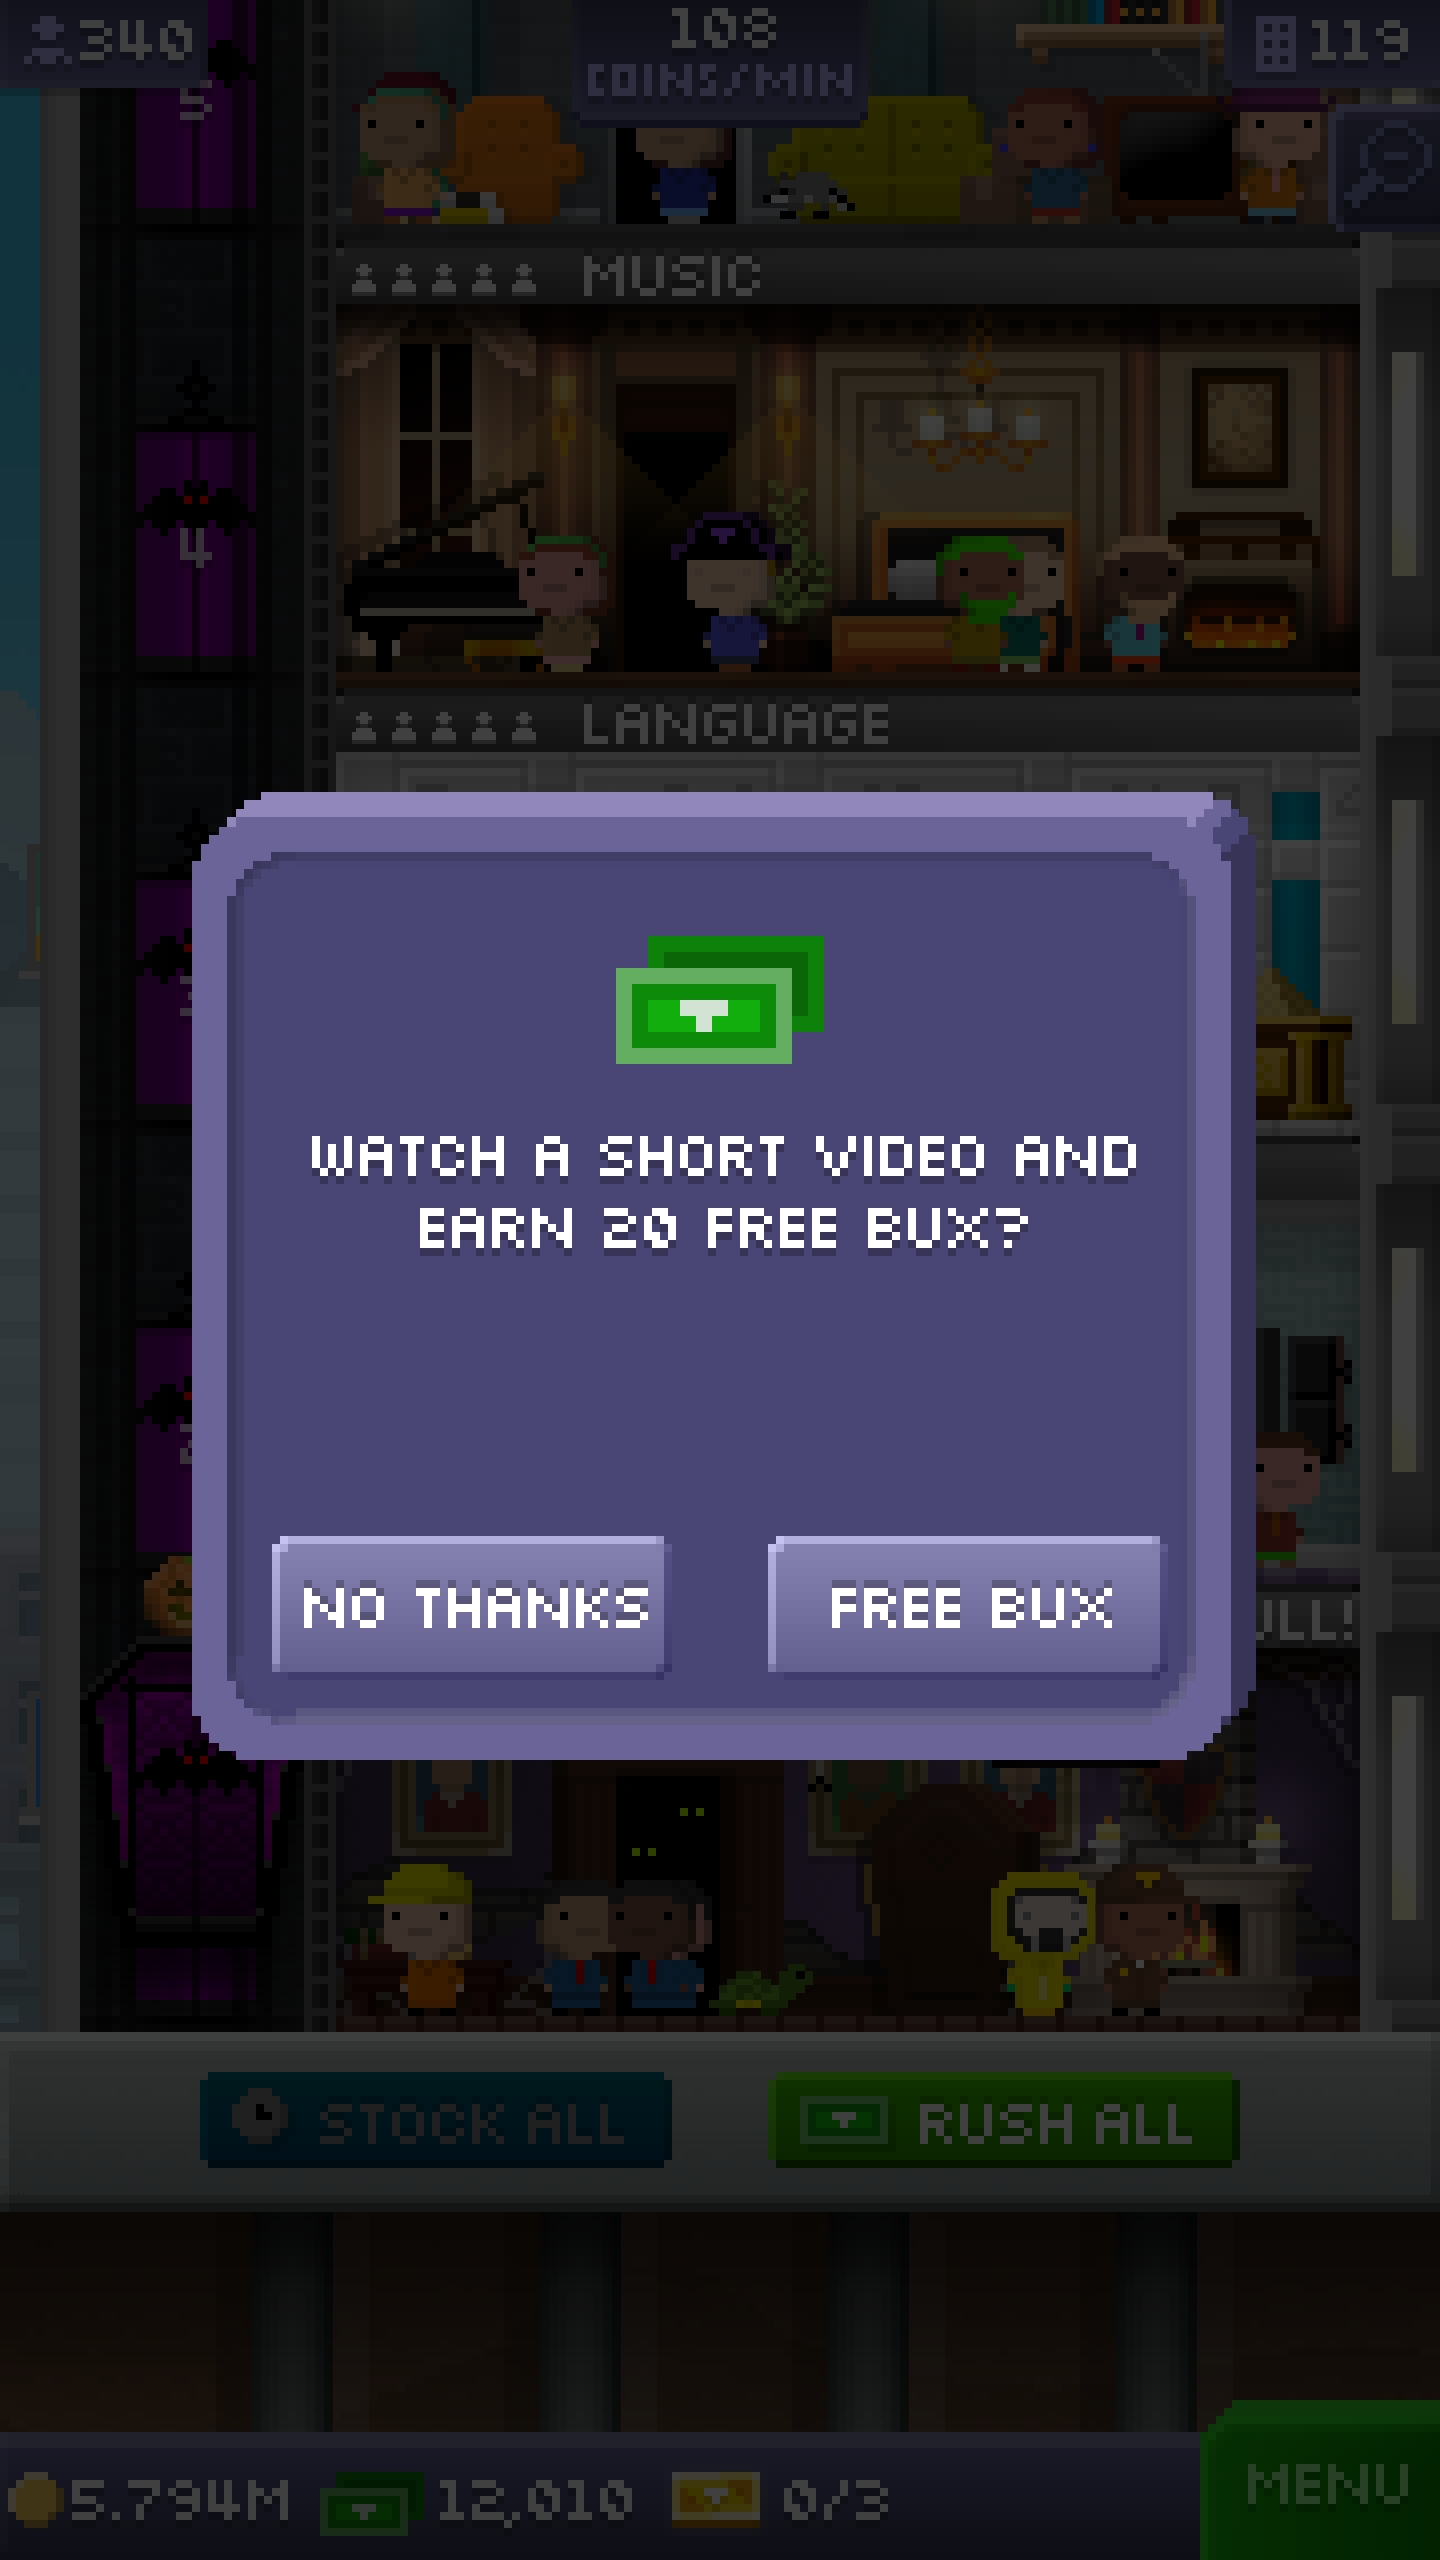 340
108
COINS/MIN
119
5
MUSIC
4
LANGUAGE
WATCH A SHORT VIDEO AND
EARN 20 FREE BUX?
NO THANKS
FREE BUX
STOCK ALL
RUSH ALL
5.794M
12,010
0/3
MENU